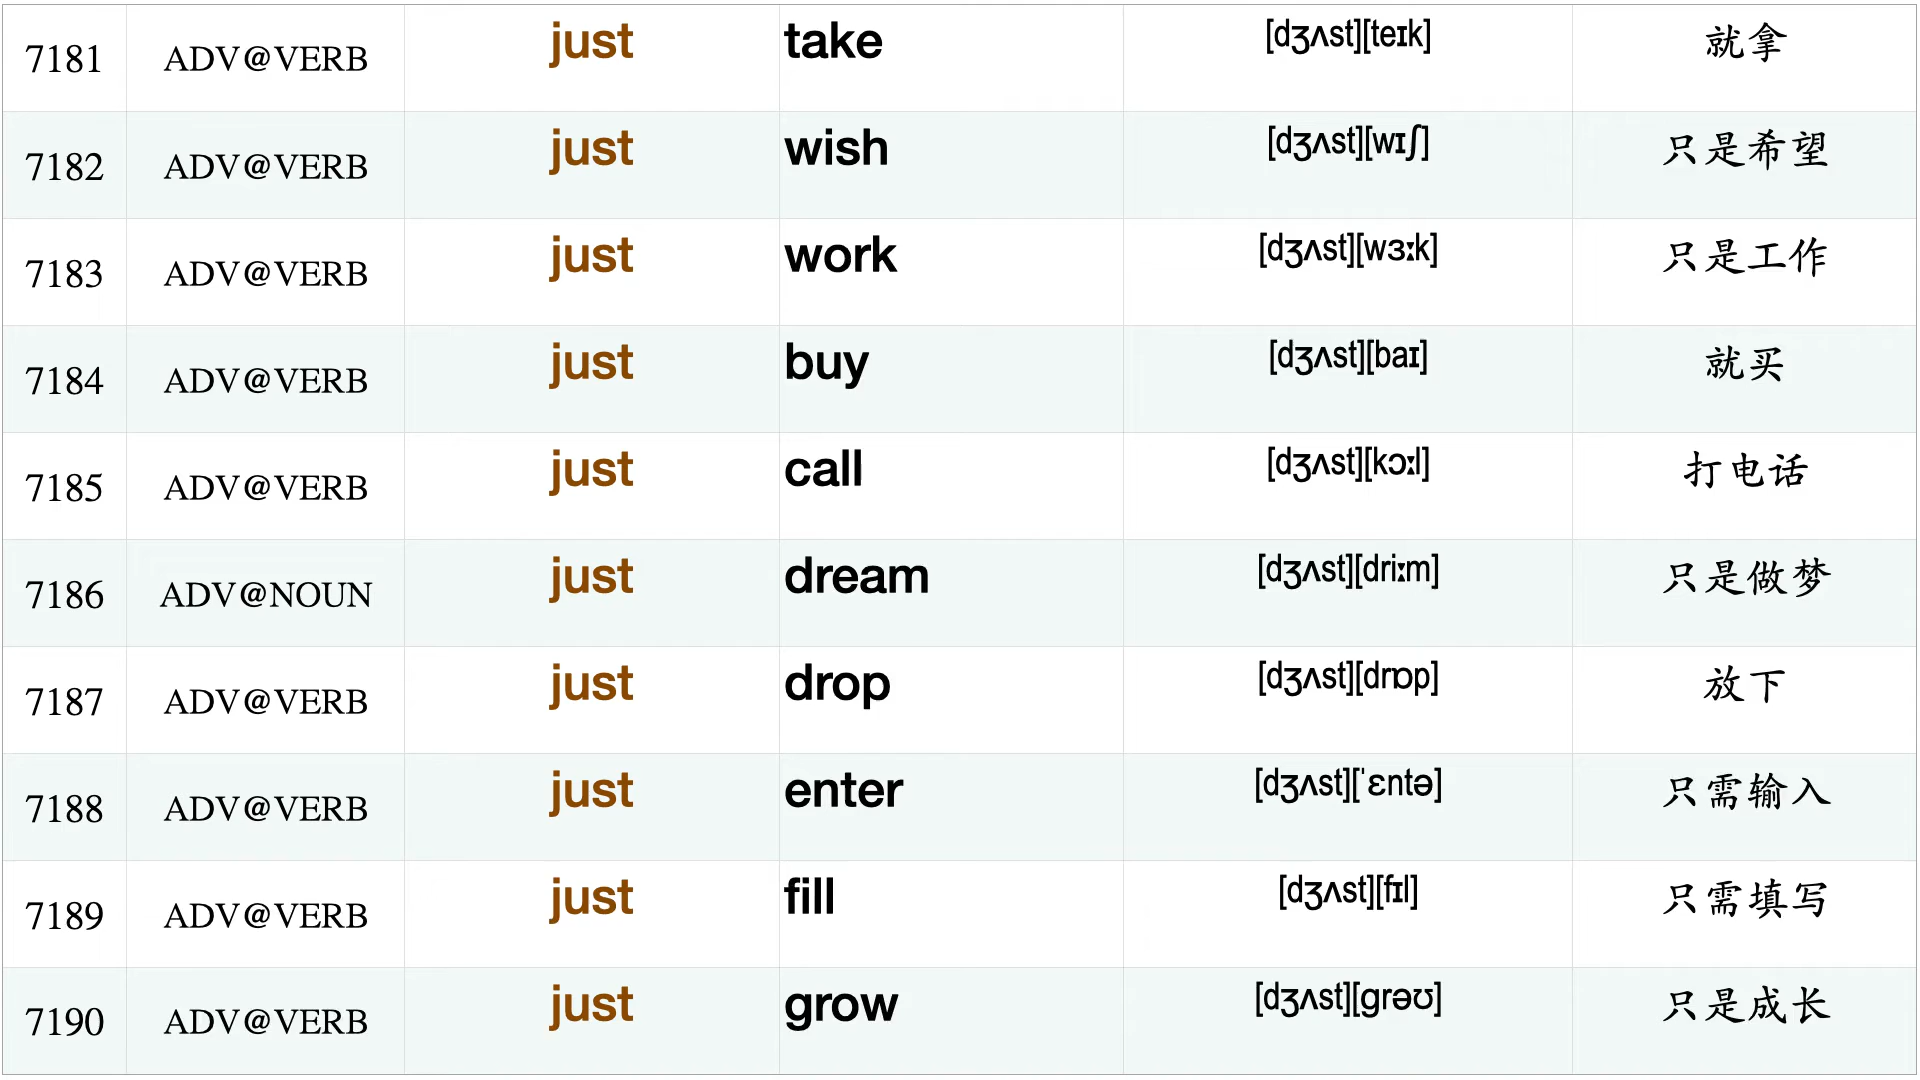 7181 ADV@VERB just take [dʒʌst][teɪk] 就拿
7182 ADV@VERB just wish [dʒʌst][wɪʃ] 只是希望
7183 ADV@VERB just work [dʒʌst][wɜːk] 只是工作
7184 ADV@VERB just buy [dʒʌst][baɪ] 就买
7185 ADV@VERB just call [dʒʌst][kɔːl] 打电话
7186 ADV@NOUN just dream [dʒʌst][driːm] 只是做梦
7187 ADV@VERB just drop [dʒʌst][drɒp] 放下
7188 ADV@VERB just enter [dʒʌst][ˈɛntə] 只需输入
7189 ADV@VERB just fill [dʒʌst][fɪl] 只需填写
7190 ADV@VERB just grow [dʒʌst][grəʊ] 只是成长